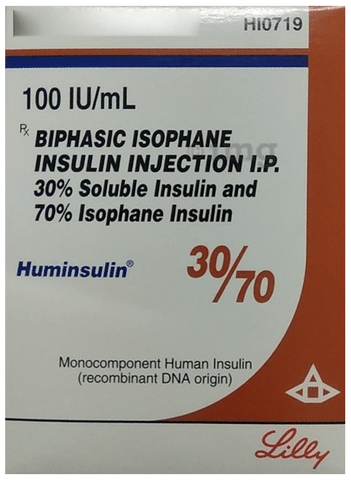 HI0719
100 IU/mL
Rx BIPHASIC ISOPHANE
INSULIN INJECTION I.P.
30% Soluble Insulin and
70% Isophane Insulin
Huminsulin® 30/70
Monocomponent Human Insulin
(recombinant DNA origin)
Lilly